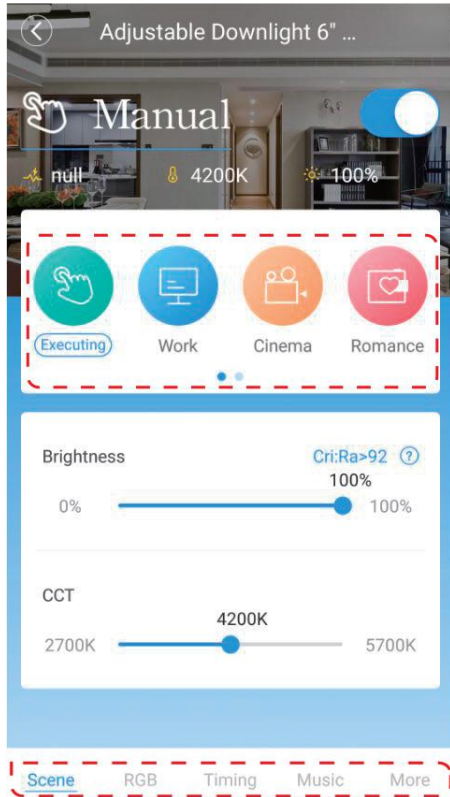 Adjustable Downlight 6" ...
Manual
null 4200K 100%
Executing Work Cinema Romance
Brightness Cri:Ra>92 ?
100%
0% 100%
CCT
4200K
2700K 5700K
Scene RGB Timing Music More